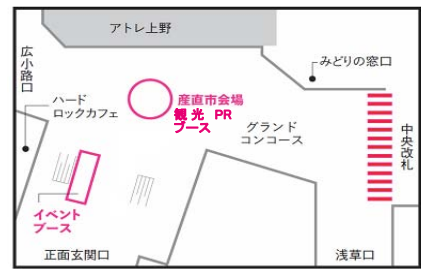 アトレ上野
広小路口
みどりの窓口
ハード
ロックカフェ
産直市会場
観光 PR
ブース
グランド
コンコース
中央改札
イベント
ブース
正面玄関口
浅草口